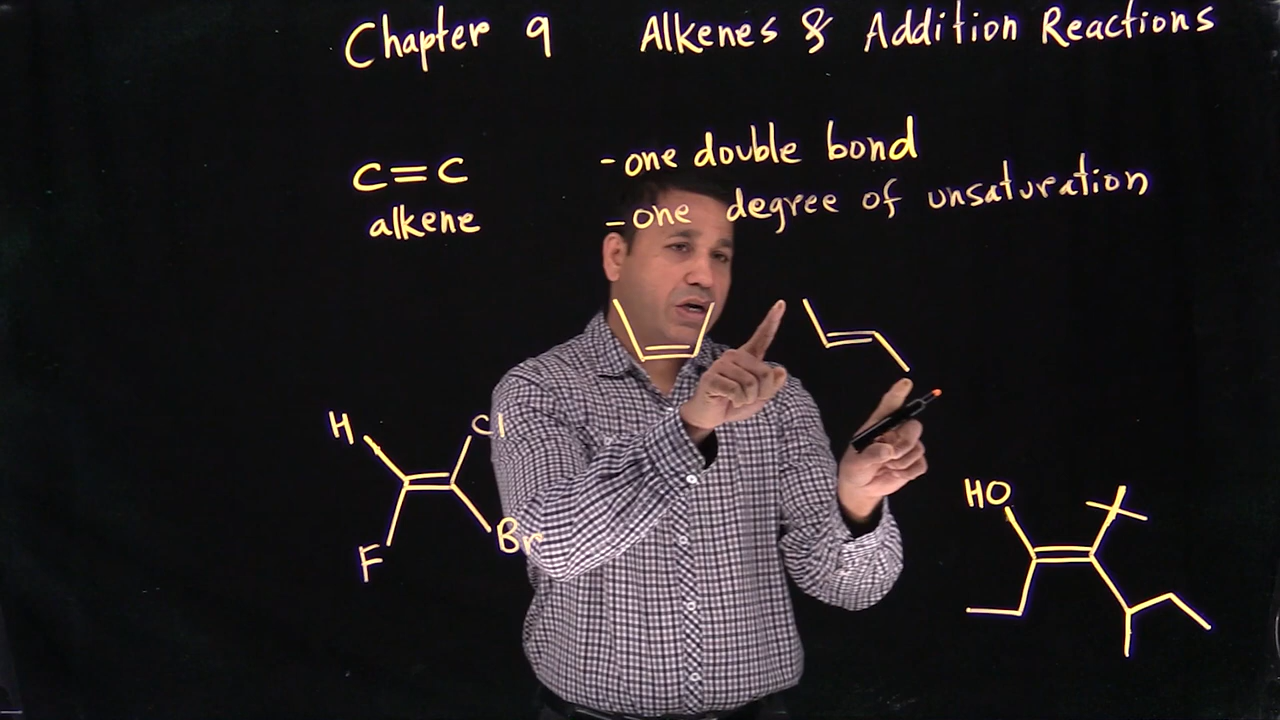 Chapter 9 Alkenes & Addition Reactions
C=C
alkene
-one double bond
-one degree of unsaturation
H
Cl
F
Br
HO